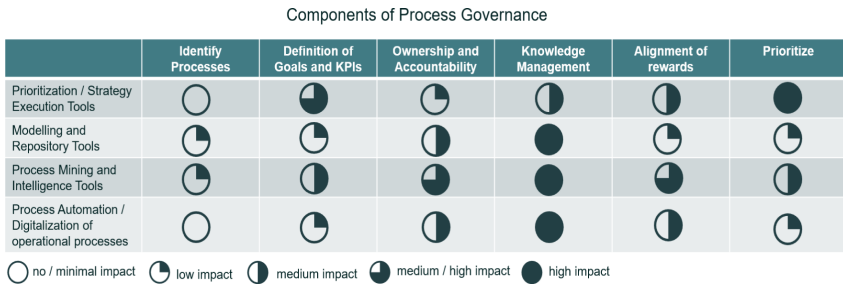 Components of Process Governance
Identify
Processes
Definition of
Goals and KPIs
Ownership and
Accountability
Knowledge
Management
Alignment of
rewards
Prioritize
Prioritization / Strategy
Execution Tools
Modelling and
Repository Tools
Process Mining and
Intelligence Tools
Process Automation /
Digitalization of
operational processes
no / minimal impact
low impact
medium impact
medium / high impact
high impact